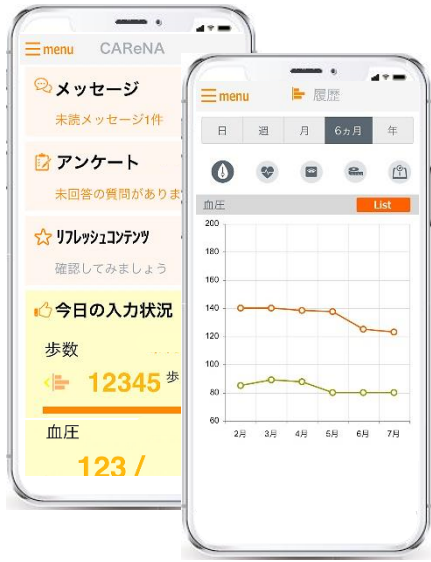 menu CAReNA
メッセージ
未読メッセージ1件
アンケート
未回答の質問がありま
リフレッシュコンテンツ
確認してみましょう
今日の入力状況
歩数
12345 歩
血圧
123 /
menu 履歴
日 週 月 6ヵ月 年
血圧 List
200
180
160
140
120
100
80
60
2月 3月 4月 5月 6月 7月